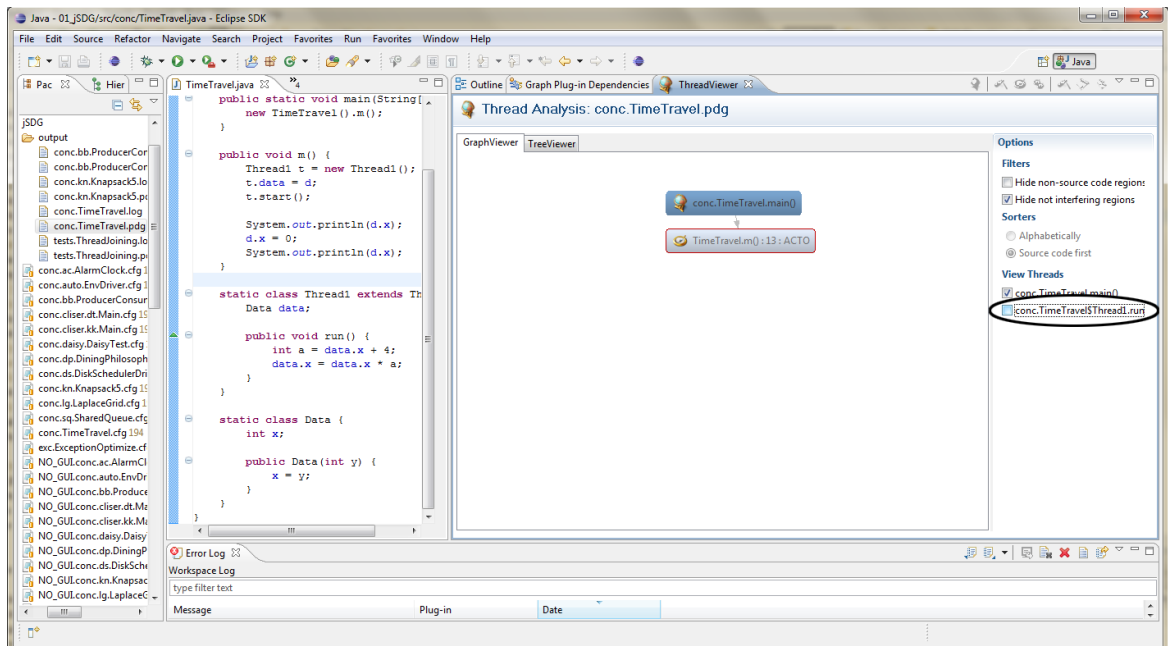 Java - 01_jSDG/src/conc/TimeTravel.java - Eclipse SDK
File Edit Source Refactor Navigate Search Project Favorites Run Favorites Window Help
Java
Pac
Hier
jSDG
output
conc.bb.ProducerCor
conc.bb.ProducerCor
conc.kn.Knapsack5.lo
conc.kn.Knapsack5.po
conc.TimeTravel.log
conc.TimeTravel.pdg
tests.ThreadJoining.lo
tests.ThreadJoining.p
conc.ac.AlarmClock.cfg 1
conc.auto.EnvDriver.cfg 1
conc.bb.ProducerConsur
conc.cliser.dt.Main.cfg 19
conc.cliser.kk.Main.cfg 19
conc.daisy.DaisyTest.cfg
conc.dp.DiningPhilosoph
conc.ds.DiskSchedulerDri
conc.kn.Knapsack5.cfg 19
conc.lg.LaplaceGrid.cfg 1
conc.sq.SharedQueue.cfg
conc.TimeTravel.cfg 194
exc.ExceptionOptimize.cf
NO_GUI.conc.ac.AlarmCl
NO_GUI.conc.auto.EnvDr
NO_GUI.conc.bb.Produce
NO_GUI.conc.cliser.dt.Ma
NO_GUI.conc.cliser.kk.Ma
NO_GUI.conc.daisy.Daisy
NO_GUI.conc.dp.DiningP
NO_GUI.conc.ds.DiskSche
NO_GUI.conc.kn.Knapsac
NO_GUI.conc.lg.LaplaceG
TimeTravel.java
»4
public static void main(String[
new TimeTravel().m();
}
public void m() {
Thread1 t = new Thread1();
t.data = d;
t.start();
System.out.println(d.x);
d.x = 0;
System.out.println(d.x);
}
static class Thread1 extends Th
Data data;
public void run() {
int a = data.x + 4;
data.x = data.x * a;
}
}
static class Data {
int x;
public Data(int y) {
x = y;
}
}
}
Outline
Graph Plug-in Dependencies
ThreadViewer
Thread Analysis: conc.TimeTravel.pdg
GraphViewer
TreeViewer
conc.TimeTravel.main()
TimeTravel.m() : 13 : ACTO
Options
Filters
Hide non-source code regions
Hide not interfering regions
Sorters
Alphabetically
Source code first
View Threads
conc.TimeTravel.main()
conc.TimeTravel$Thread1.run
Error Log
Workspace Log
type filter text
Message Plug-in Date